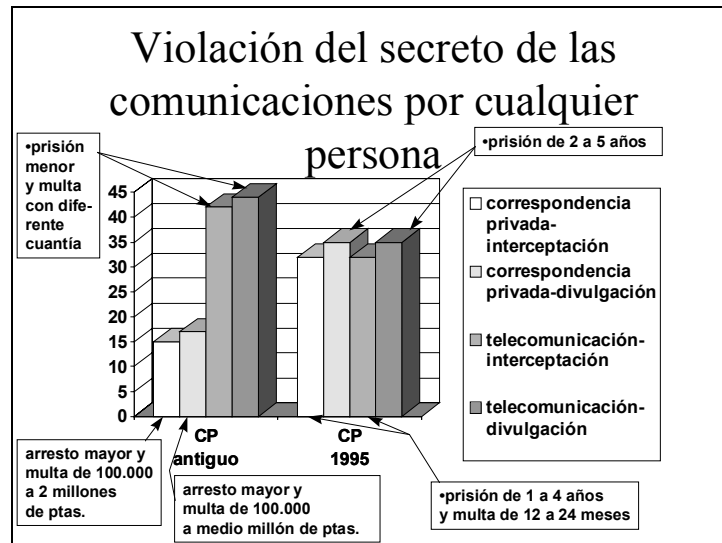 Violación del secreto de las
comunicaciones por cualquier
persona
•prisión
menor
y multa
con dife-
rente
cuantía
•prisión de 2 a 5 años
45
40
35
30
25
20
15
10
5
0
CP
antiguo
CP
1995
correspondencia
privada-
interceptación
correspondencia
privada-divulgación
telecomunicación-
interceptación
telecomunicación-
divulgación
arresto mayor y
multa de 100.000
a 2 millones
de ptas.
arresto mayor y
multa de 100.000
a medio millón de ptas.
•prisión de 1 a 4 años
y multa de 12 a 24 meses